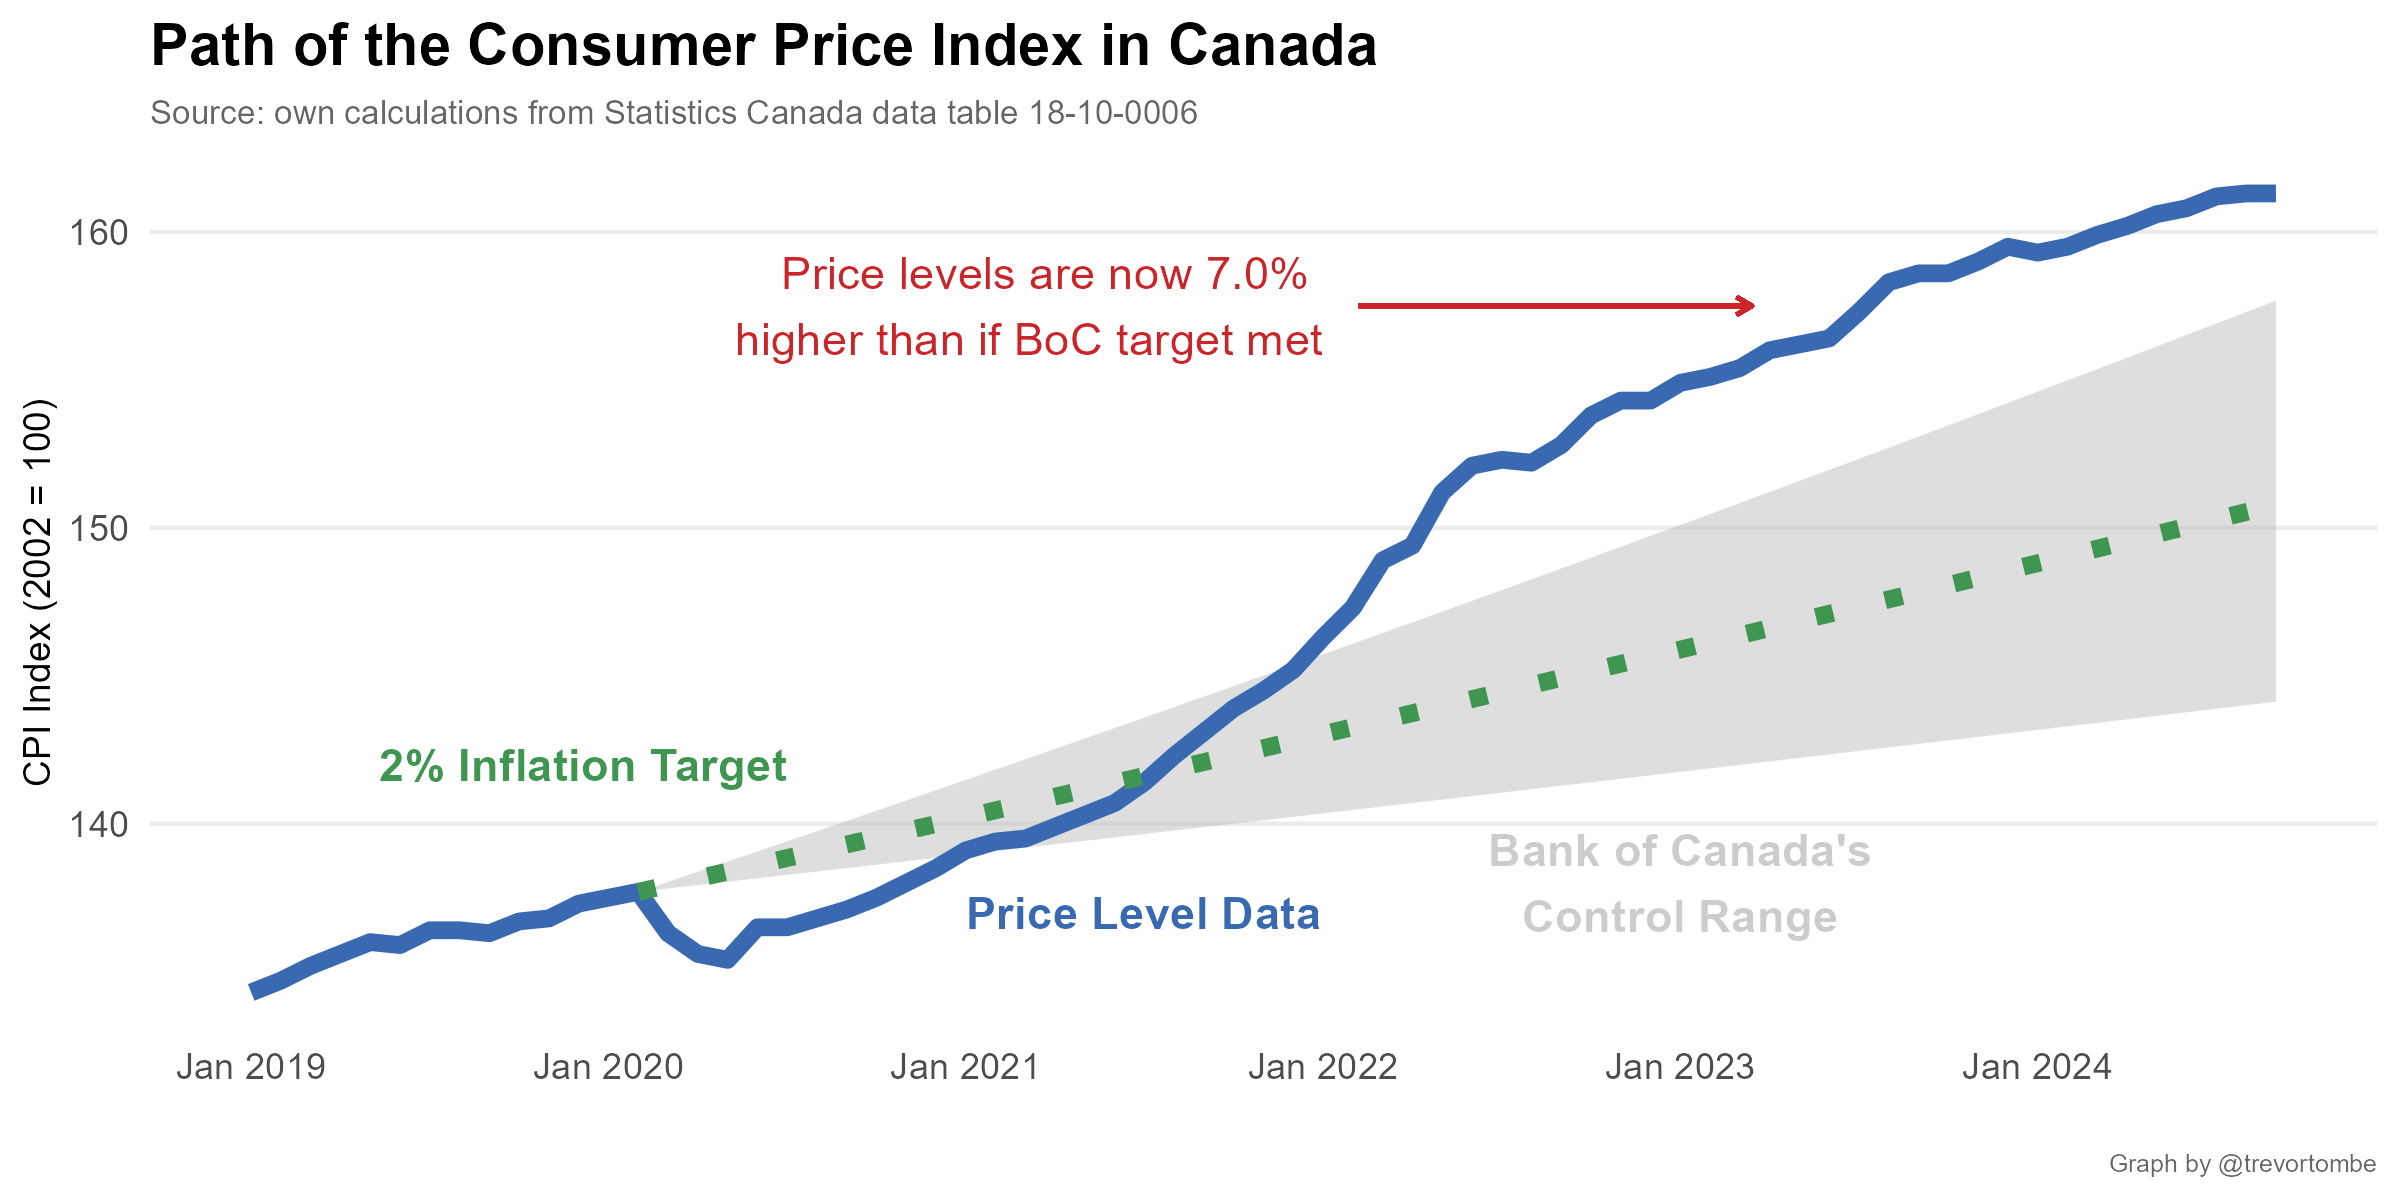 Path of the Consumer Price Index in Canada
Source: own calculations from Statistics Canada data table 18-10-0006
CPI Index (2002 = 100)
160
150
140
Price levels are now 7.0%
higher than if BoC target met
2% Inflation Target
Price Level Data
Bank of Canada's
Control Range
Jan 2019
Jan 2020
Jan 2021
Jan 2022
Jan 2023
Jan 2024
Graph by @trevortombe